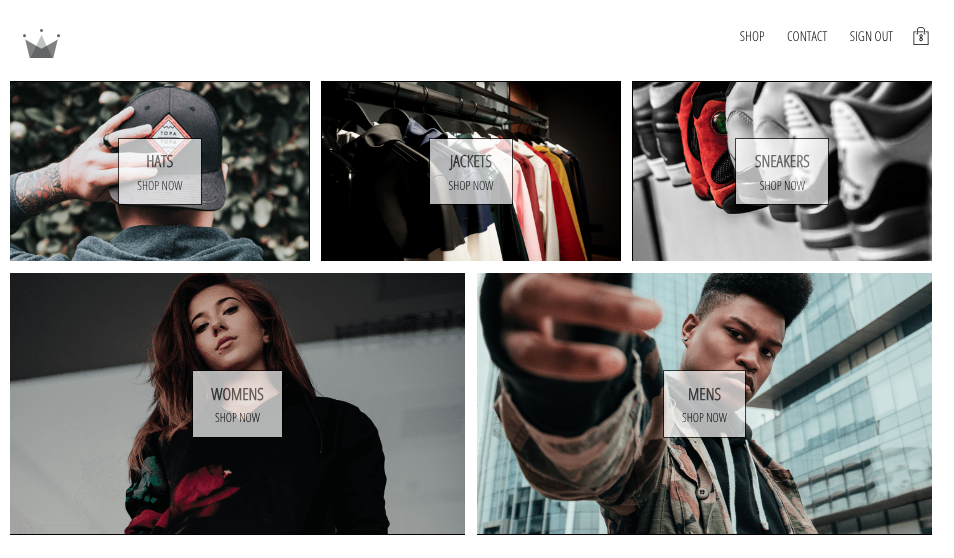 SHOP CONTACT SIGN OUT 8
TOPA
TOPA
HATS
SHOP NOW
JACKETS
SHOP NOW
SNEAKERS
SHOP NOW
WOMENS
SHOP NOW
MENS
SHOP NOW